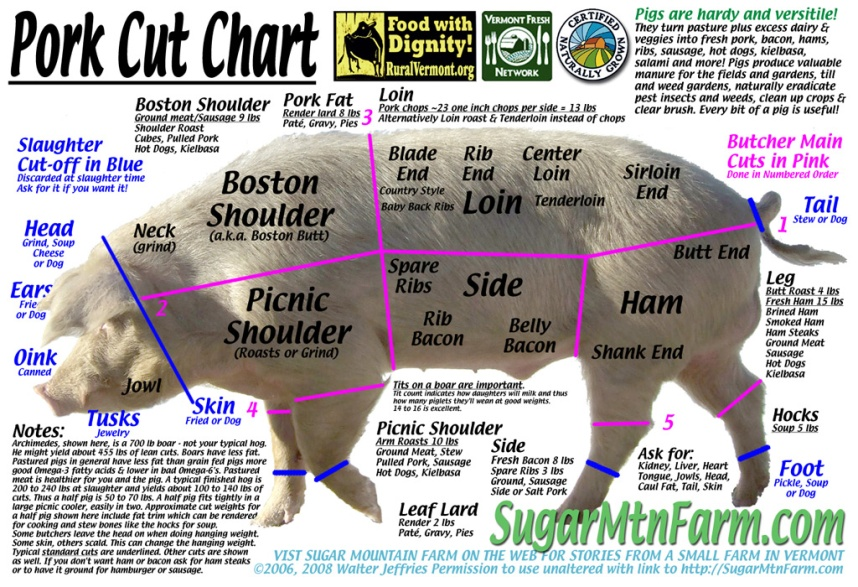 Pork Cut Chart
Food with
Dignity!
RuralVermont.org
VERMONT FRESH
NETWORK
CERTIFIED
NATURALLY GROWN
Pigs are hardy and versitile!
They turn pasture plus excess dairy &
veggies into fresh pork, bacon, hams,
ribs, sausage, hot dogs, kielbasa,
salami and more! Pigs produce valuable
manure for the fields and gardens, till
and weed gardens, naturally eradicate
pest insects and weeds, clean up crops &
clear brush. Every bit of a pig is useful!
Boston Shoulder
Ground meat/Sausage 9 lbs
Shoulder Roast
Cubes, Pulled Pork
Hot Dogs, Kielbasa
Pork Fat
Render lard 8 lbs
Paté, Gravy, Pies
3
Loin
Pork chops ~23 one inch chops per side = 13 lbs
Alternatively Loin roast & Tenderloin instead of chops
Slaughter
Cut-off in Blue
Discarded at slaughter time
Ask for it if you want it!
Butcher Main
Cuts in Pink
Done in Numbered Order
Blade
End
Country Style
Baby Back Ribs
Rib
End
Center
Loin
Tenderloin
Loin
Sirloin
End
Boston
Shoulder
(a.k.a. Boston Butt)
Neck
(grind)
Head
Grind, Soup
Cheese
or Dog
Tail
Stew or Dog
1
Butt End
Ears
Frie
or Dog
2
Picnic
Shoulder
(Roasts or Grind)
Spare
Ribs
Side
Rib
Bacon
Belly
Bacon
Ham
Shank End
Leg
Butt Roast 4 lbs
Fresh Ham 15 lbs
Brined Ham
Smoked Ham
Ham Steaks
Ground Meat
Sausage
Hot Dogs
Kielbasa
Oink
Canned
Jowl
Tusks
Jewelry
Skin
Fried or Dog
4
Tits on a boar are important.
Tit count indicates how daughters will milk and thus
how many piglets they'll wean at good weights.
14 to 16 is excellent.
5
Hocks
Soup 5 lbs
Picnic Shoulder
Arm Roasts 10 lbs
Ground Meat, Stew
Pulled Pork, Sausage
Hot Dogs, Kielbasa
Side
Fresh Bacon 8 lbs
Spare Ribs 3 lbs
Ground, Sausage
Side or Salt Pork
Ask for:
Kidney, Liver, Heart
Tongue, Jowls, Head,
Caul Fat, Tail, Skin
Foot
Pickle, Soup
or Dog
Leaf Lard
Render 2 lbs
Paté, Gravy, Pies
Notes:
Archimedes, shown here, is a 700 lb boar - not your typical hog.
He might yield about 455 lbs of lean cuts. Boars have less fat.
Pastured pigs in general have less fat than grain fed pigs more
good Omega-3 fatty acids & lower in bad Omega-6's. Pastured
meat is healthier for you and the pig. A typical finished hog is
200 to 240 lbs at slaughter and yields about 100 to 140 lbs of
cuts. Thus a half pig is 50 to 70 lbs. A half pig fits tightly in a
large picnic cooler, easily in two. Approximate cut weights for
a half pig shown here include fat trim which can be rendered
for cooking and stew bones like the hocks for soup.
Some butchers leave the head on when doing hanging weight.
Some skin, others scald. This can change the hanging weight.
Typical standard cuts are underlined. Other cuts are shown
as well. If you don't want ham or bacon ask for ham steaks
or to have it ground for hamburger or sausage.
SugarMtnFarm.com
VIST SUGAR MOUNTAIN FARM ON THE WEB FOR STORIES FROM A SMALL FARM IN VERMONT
©2006, 2008 Walter Jeffries Permission to use unaltered with link to http://SugarMtnFarm.com